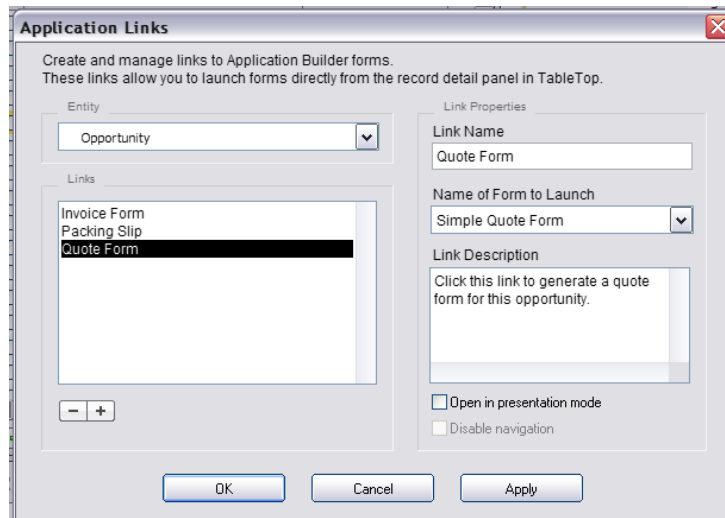 Application Links
Create and manage links to Application Builder forms.
These links allow you to launch forms directly from the record detail panel in TableTop.
Entity
Opportunity
Links
Invoice Form
Packing Slip
Quote Form
Link Properties
Link Name
Quote Form
Name of Form to Launch
Simple Quote Form
Link Description
Click this link to generate a quote
form for this opportunity.
Open in presentation mode
Disable navigation
OK
Cancel
Apply